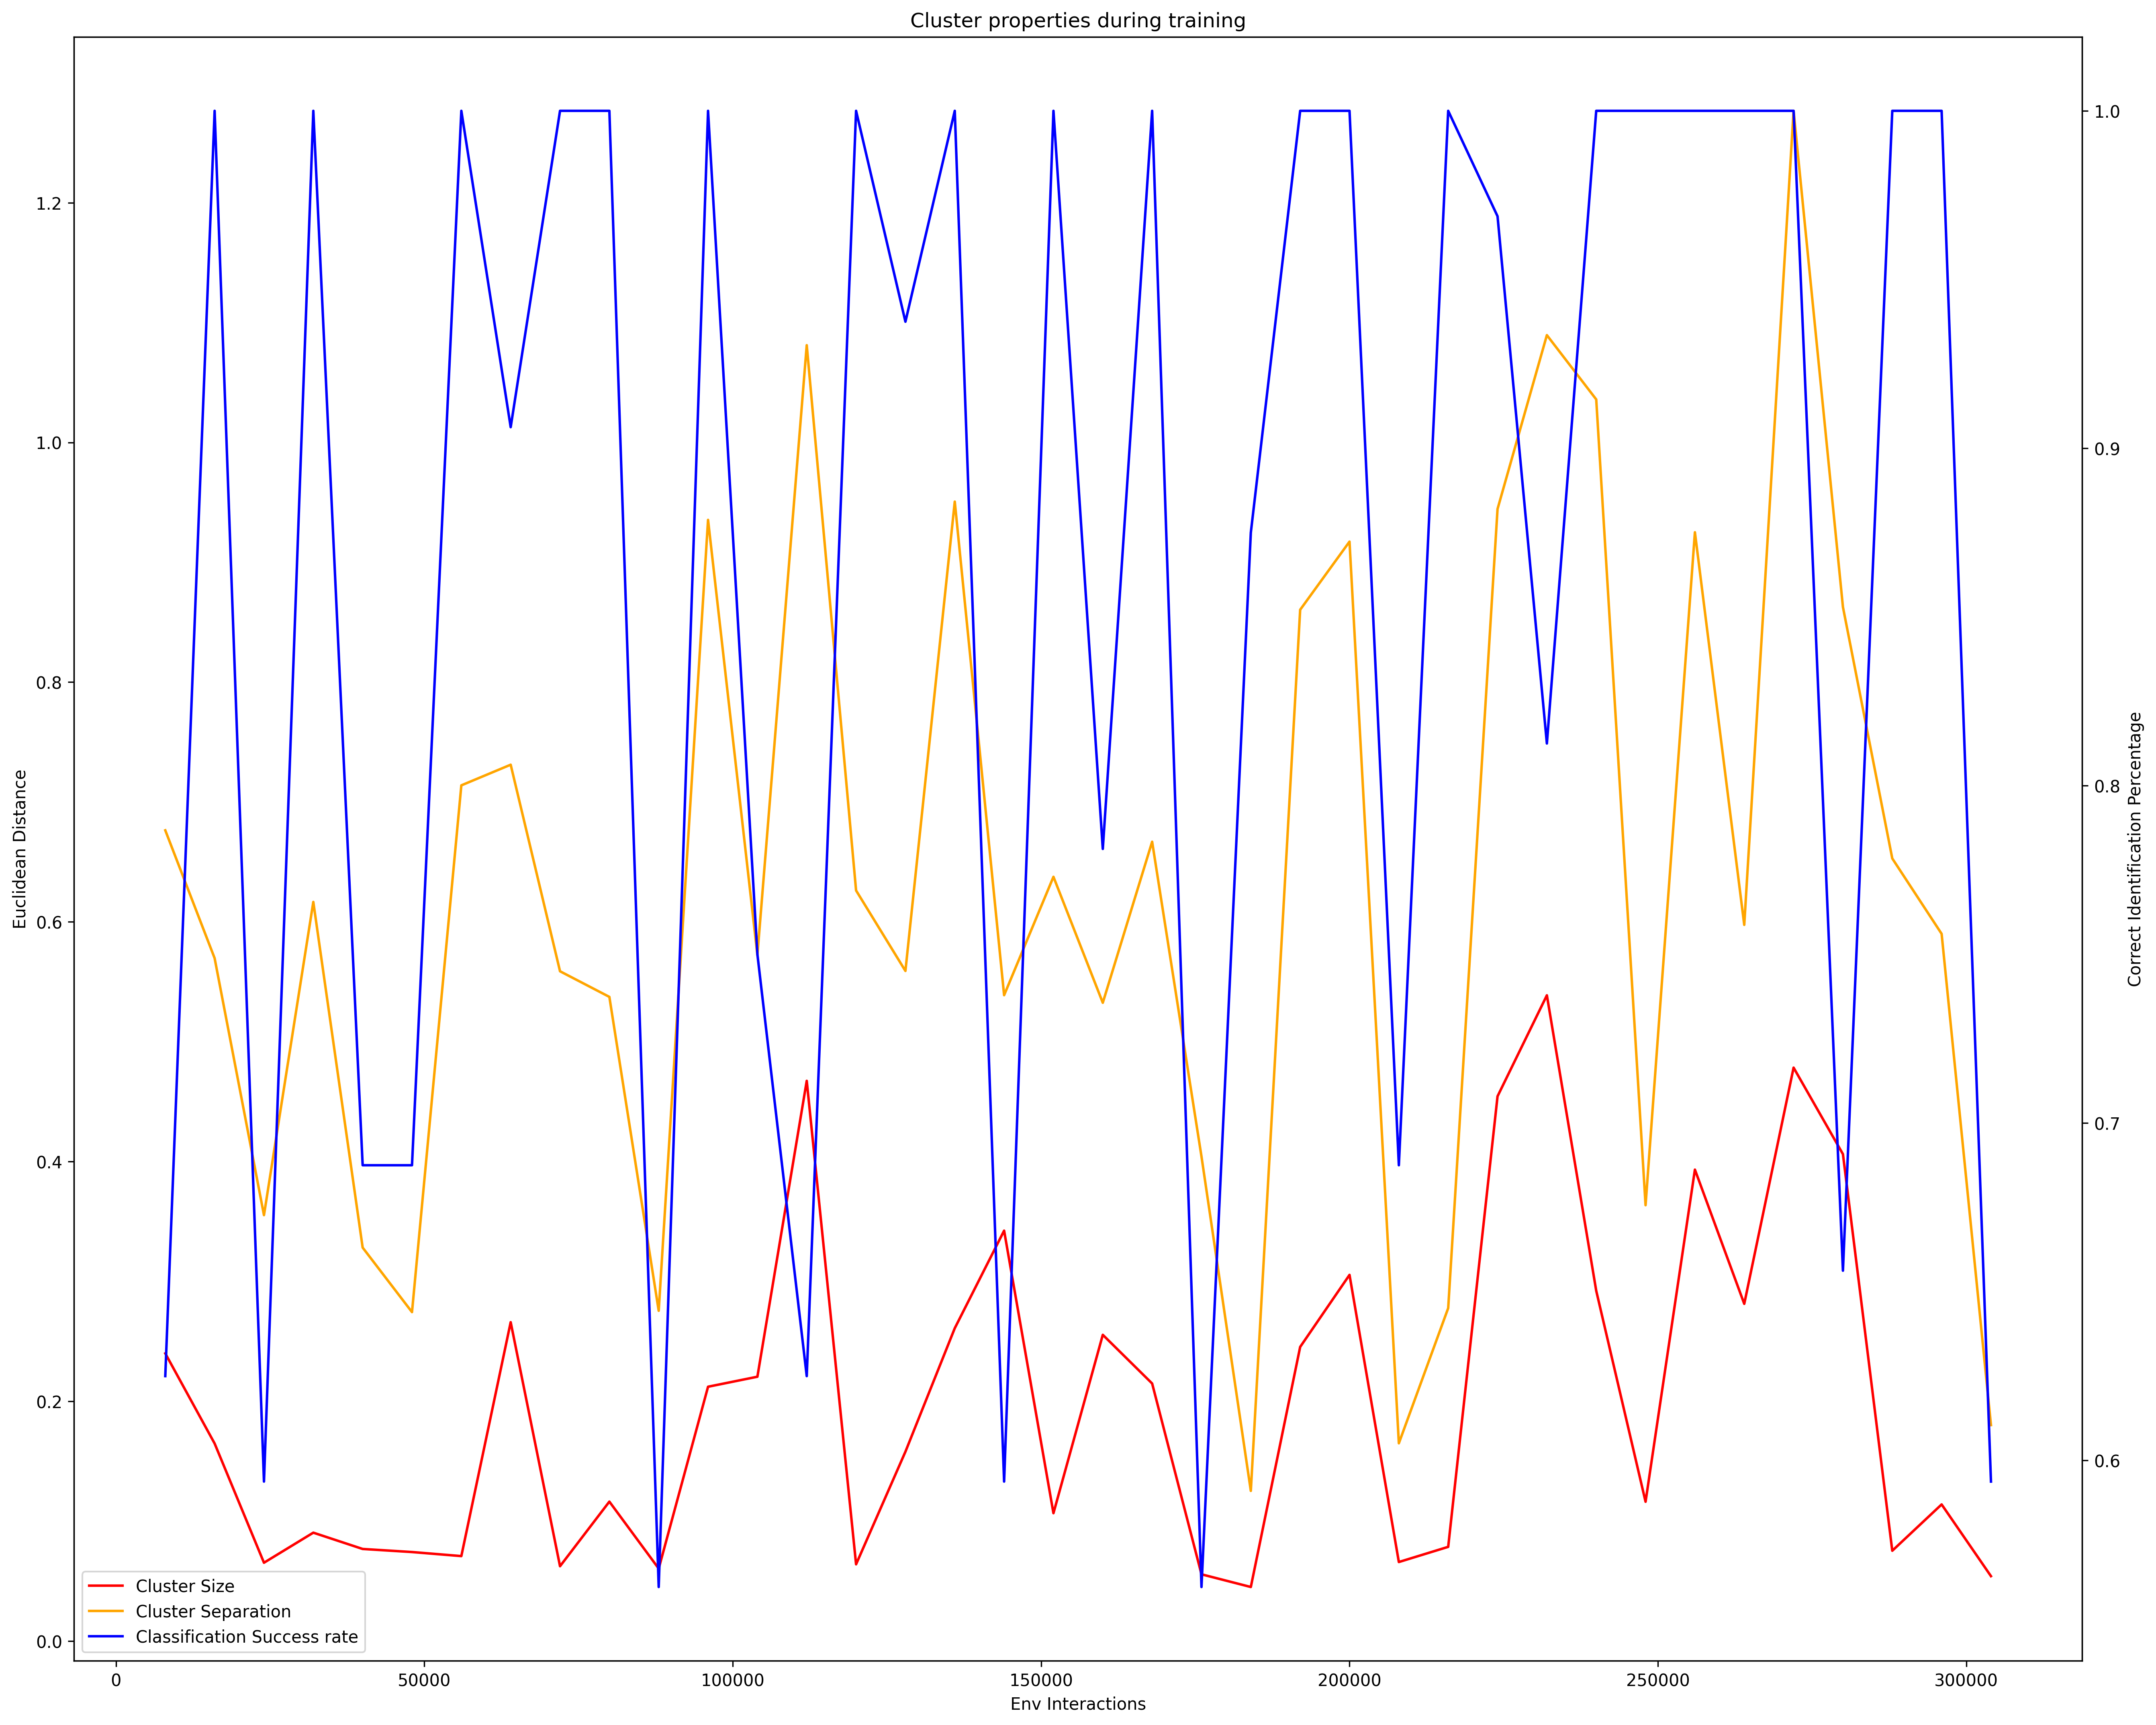 Cluster properties during training
1.2
1.0
0.8
0.6
0.4
0.2
0.0
Euclidean Distance
1.0
0.9
0.8
0.7
0.6
Correct Identification Percentage
Cluster Size
Cluster Separation
Classification Success rate
0 50000 100000 150000 200000 250000 300000
Env Interactions